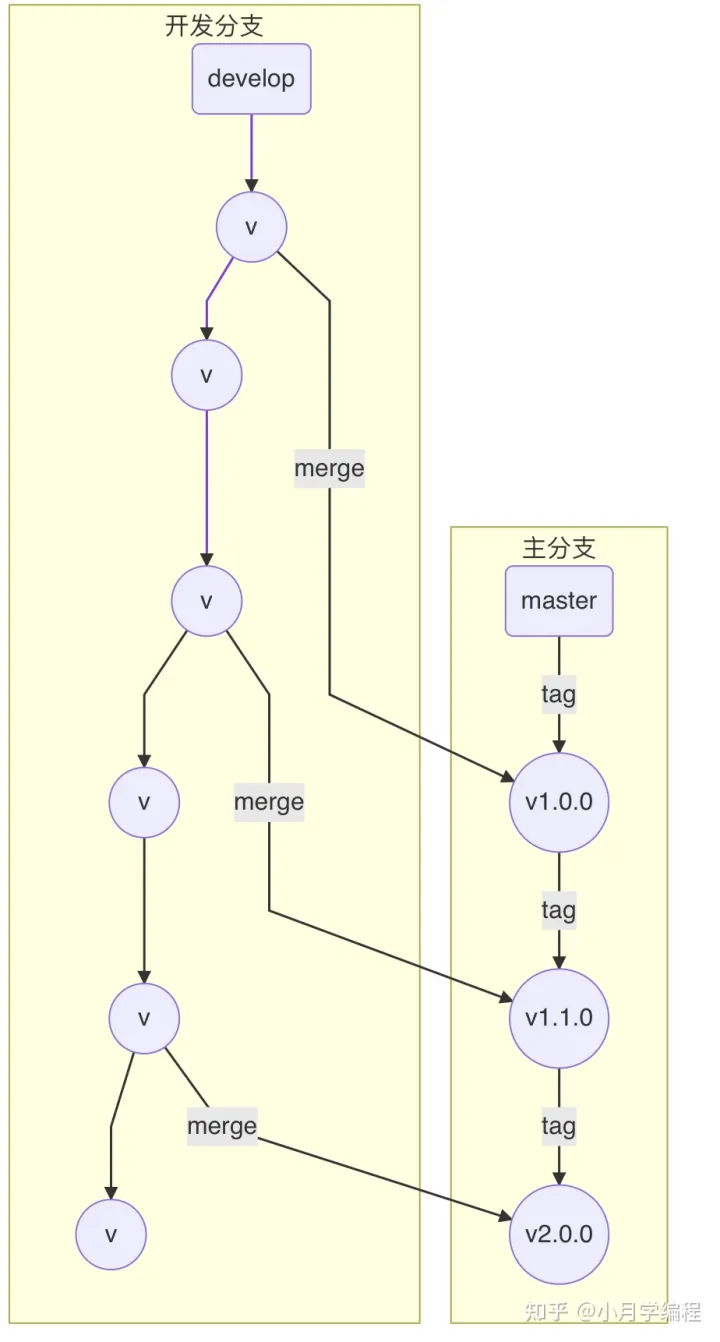 开发分支
develop
v
v
merge
主分支
v
master
tag
v
merge
v1.0.0
tag
v
v1.1.0
merge
tag
v
v2.0.0
知乎 @小月学编程